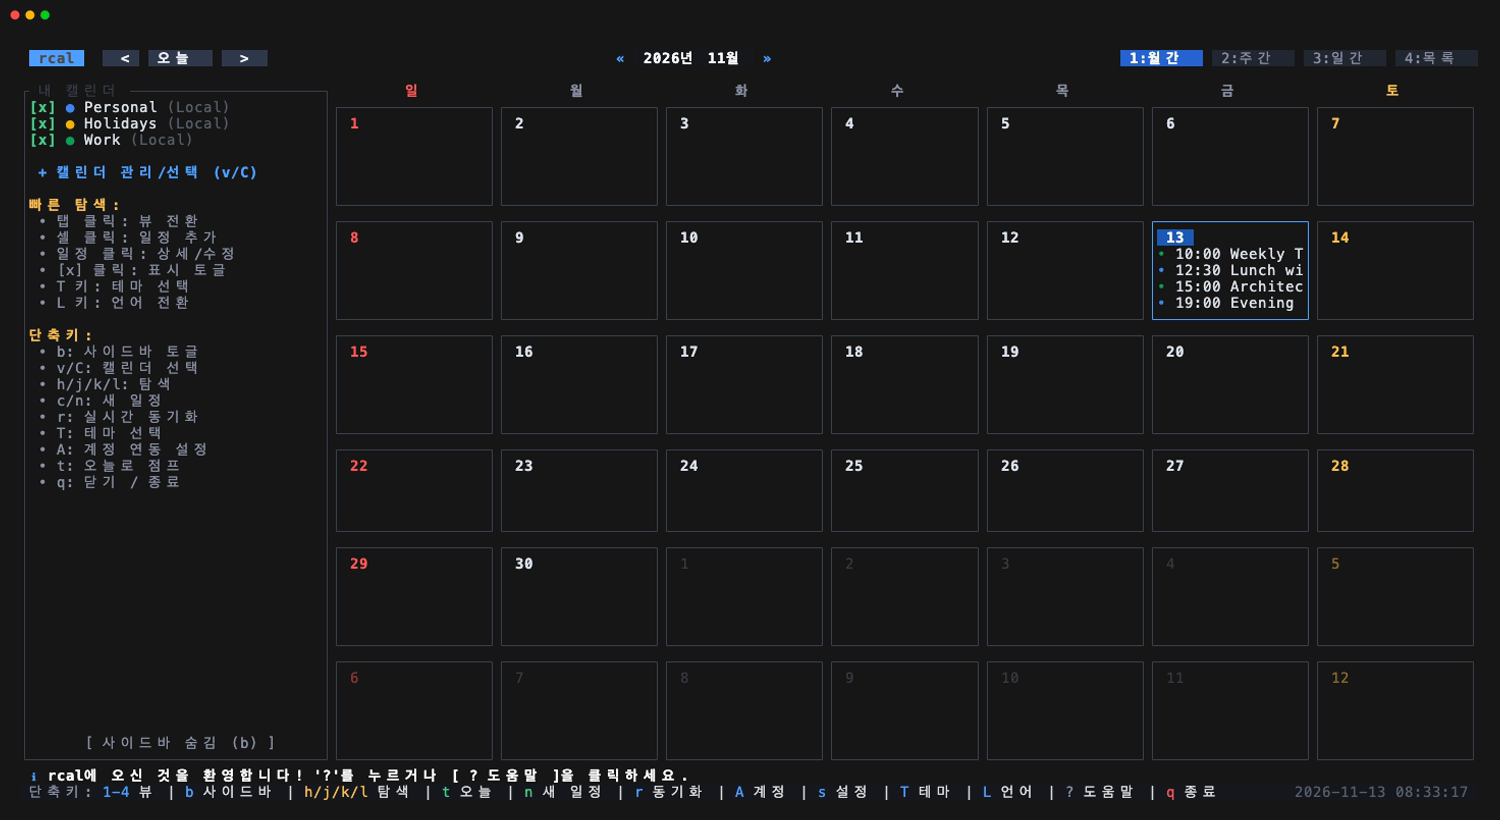 rcal < 오늘 > « 2026년 11월 » 1:월간 2:주간 3:일간 4:목록
내 캘린더
[x] ● Personal (Local)
[x] ● Holidays (Local)
[x] ● Work (Local)
+ 캘린더 관리/선택 (v/C)
빠른 탐색:
• 탭 클릭: 뷰 전환
• 셀 클릭: 일정 추가
• 일정 클릭: 상세/수정
• [x] 클릭: 표시 토글
• T 키: 테마 선택
• L 키: 언어 전환
단축키:
• b: 사이드바 토글
• v/C: 캘린더 선택
• h/j/k/l: 탐색
• c/n: 새 일정
• r: 실시간 동기화
• T: 테마 선택
• A: 계정 연동 설정
• t: 오늘로 점프
• q: 닫기 / 종료
[ 사이드바 숨김 (b) ]
일 월 화 수 목 금 토
1 2 3 4 5 6 7
8 9 10 11 12 13 14
• 10:00 Weekly T
• 12:30 Lunch wi
• 15:00 Architec
• 19:00 Evening
15 16 17 18 19 20 21
22 23 24 25 26 27 28
29 30 1 2 3 4 5
6 7 8 9 10 11 12
ℹ rcal에 오신 것을 환영합니다! '?'를 누르거나 [ ? 도움말 ]을 클릭하세요.
단축키: 1-4 뷰 | b 사이드바 | h/j/k/l 탐색 | t 오늘 | n 새 일정 | r 동기화 | A 계정 | s 설정 | T 테마 | L 언어 | ? 도움말 | q 종료 2026-11-13 08:33:17